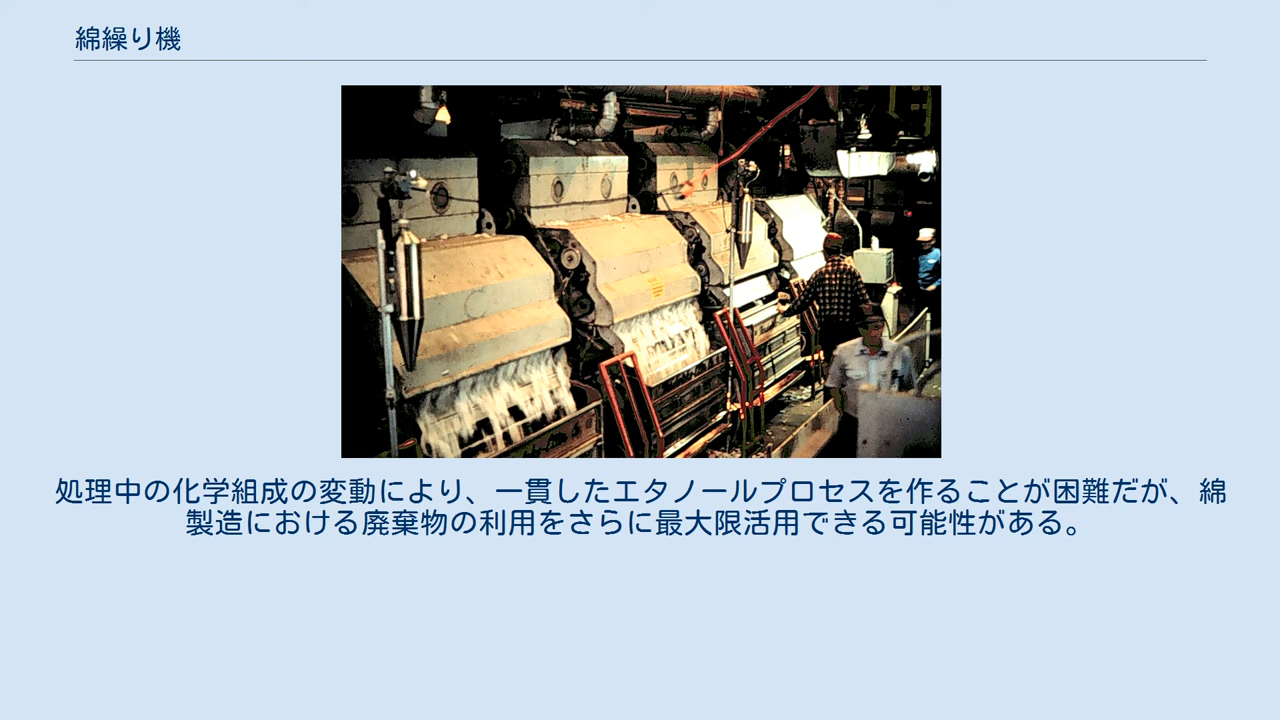 綿繰り機
処理中の化学組成の変動により、一貫したエタノールプロセスを作ることが困難だが、綿
製造における廃棄物の利用をさらに最大限活用できる可能性がある。